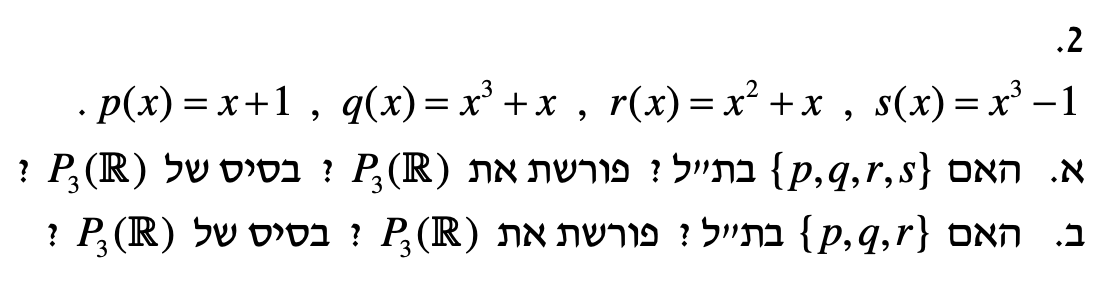 .2
. p(x) = x+1 , q(x) = x³ + x , r(x) = x² + x , s(x) = x³ −1
א. האם {p,q,r,s} בת״ל ? פורשת את P₃(ℝ) ? בסיס של P₃(ℝ) ?
ב. האם {p,q,r} בת״ל ? פורשת את P₃(ℝ) ? בסיס של P₃(ℝ) ?